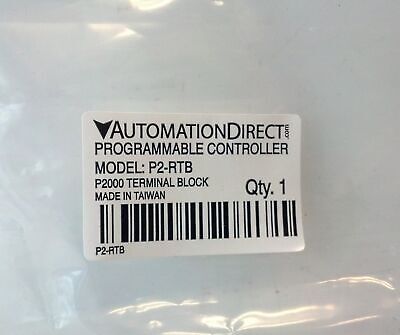 AUTOMATIONDIRECT.com
PROGRAMMABLE CONTROLLER
MODEL: P2-RTB
P2000 TERMINAL BLOCK
MADE IN TAIWAN
Qty. 1
P2-RTB